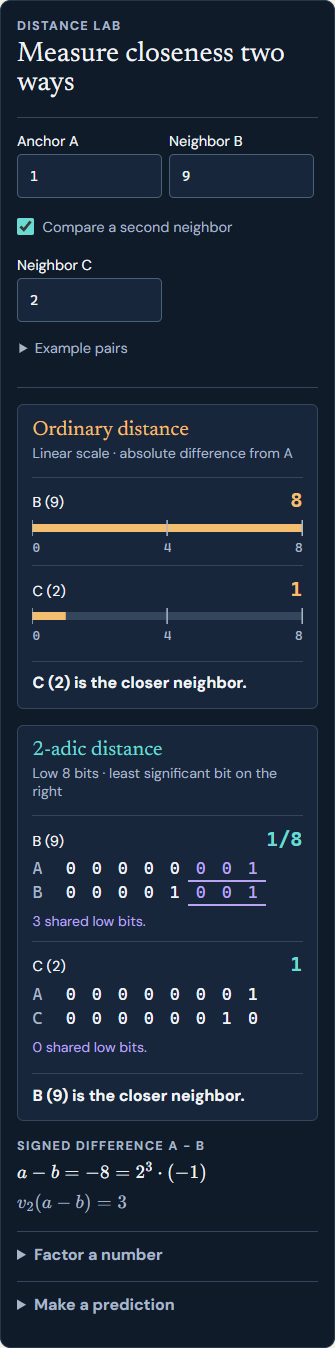 DISTANCE LAB
Measure closeness two
ways
Anchor A
Neighbor B
1
9
Compare a second neighbor
Neighbor C
2
▶ Example pairs
Ordinary distance
Linear scale · absolute difference from A
B (9)
8
0 4 8
C (2)
1
0 4 8
C (2) is the closer neighbor.
2-adic distance
Low 8 bits · least significant bit on the
right
B (9)
1/8
A 0 0 0 0 0 0 0 1
B 0 0 0 0 1 0 0 1
3 shared low bits.
C (2)
1
A 0 0 0 0 0 0 0 1
C 0 0 0 0 0 0 1 0
0 shared low bits.
B (9) is the closer neighbor.
SIGNED DIFFERENCE A − B
a − b = −8 = 2³ · (−1)
v₂(a − b) = 3
▶ Factor a number
▶ Make a prediction